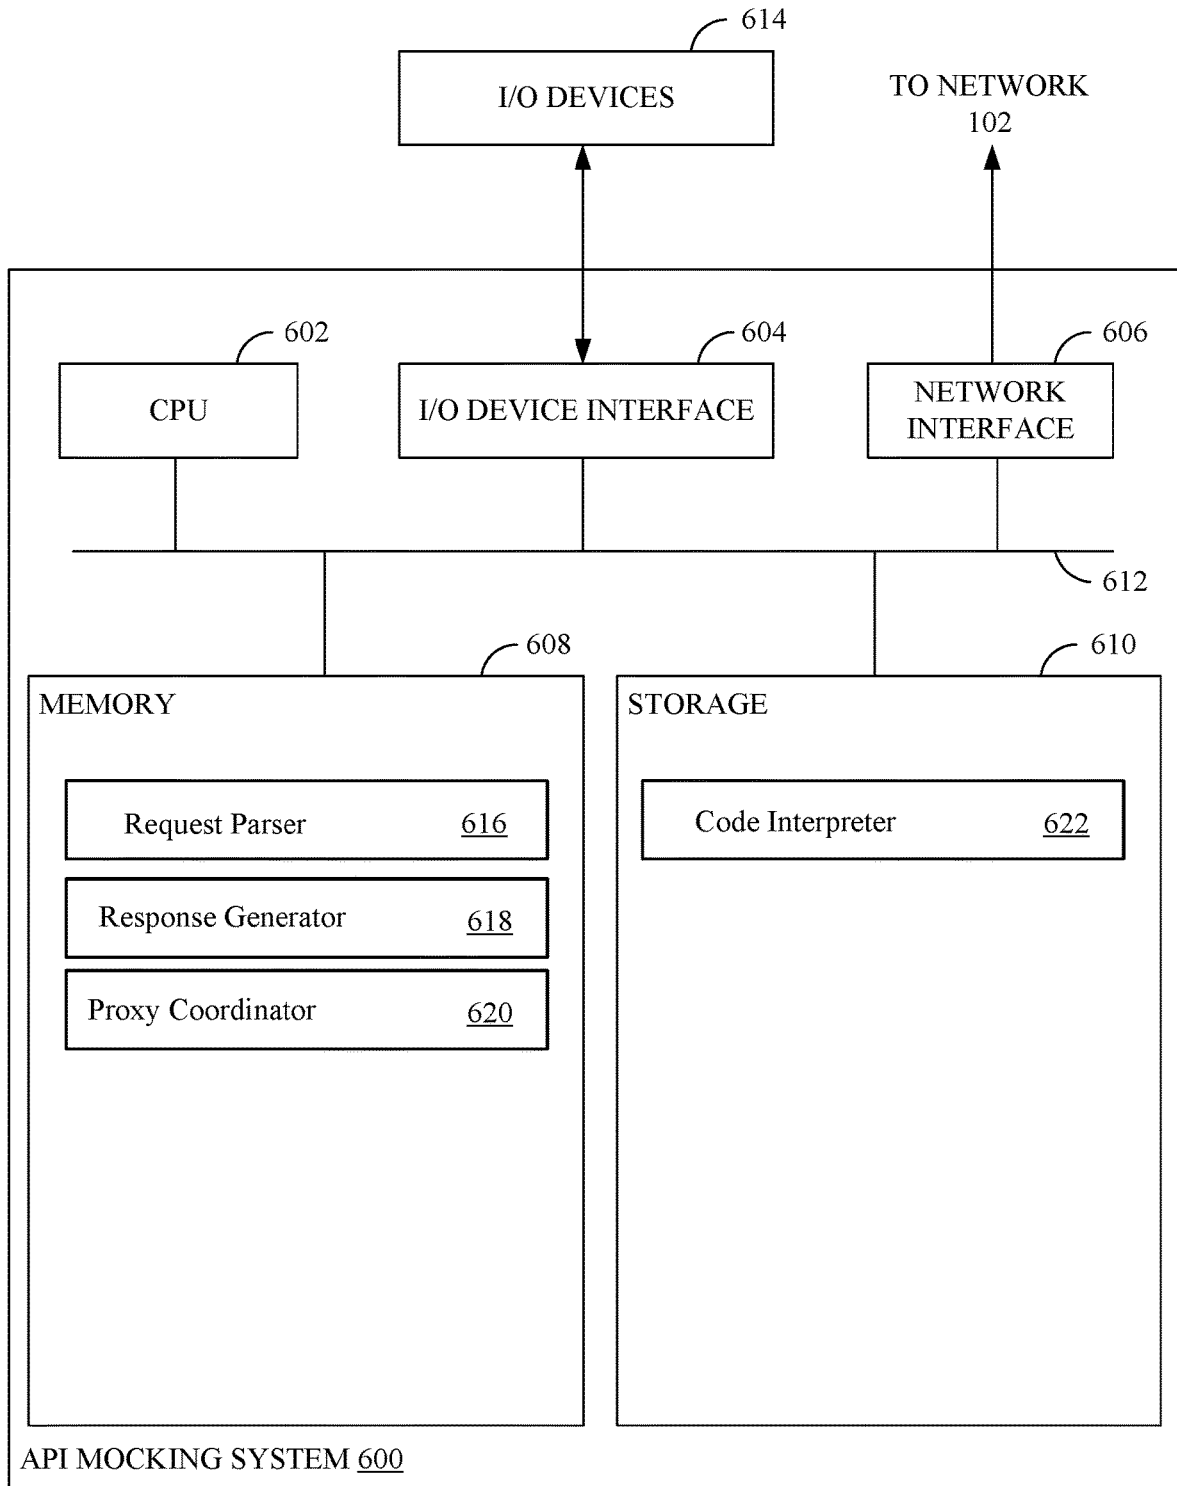 614
I/O DEVICES
TO NETWORK
102
602
604
606
CPU
I/O DEVICE INTERFACE
NETWORK
INTERFACE
612
608
610
MEMORY
STORAGE
Request Parser 616
Code Interpreter 622
Response Generator 618
Proxy Coordinator 620
API MOCKING SYSTEM 600